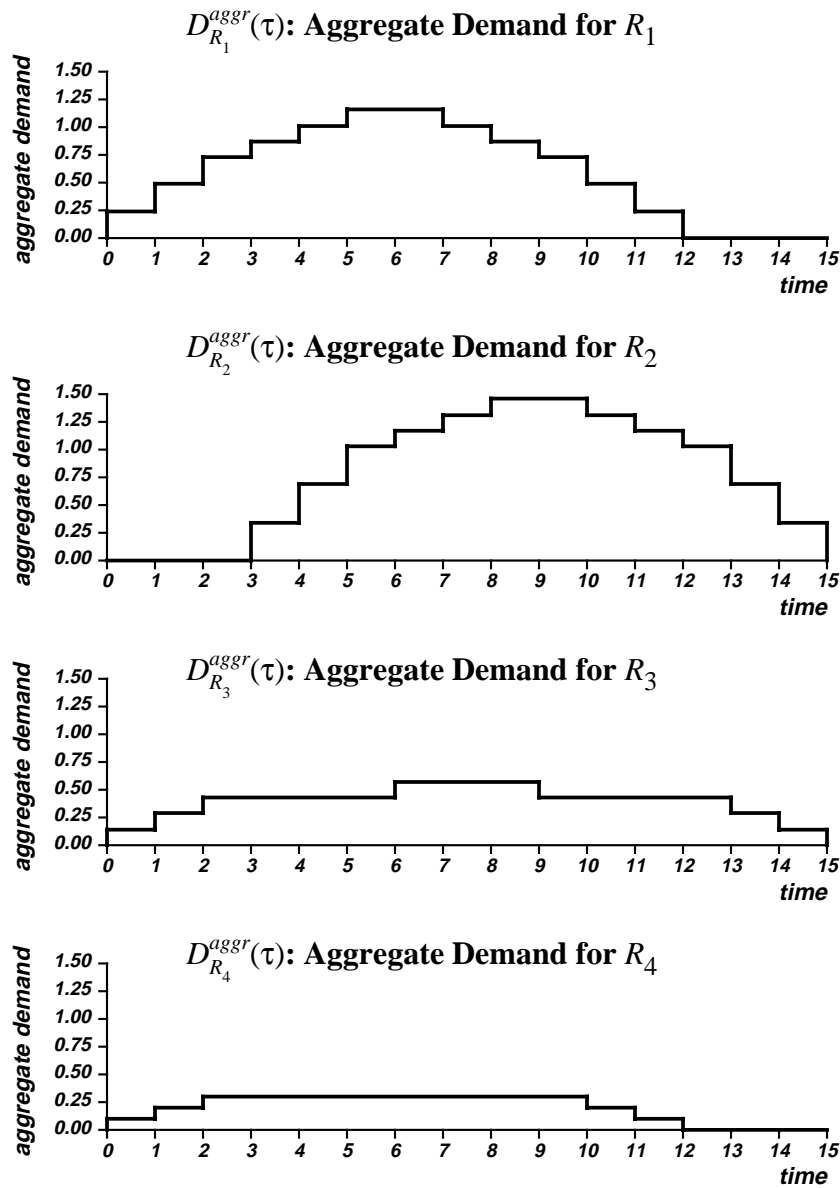 D_{R_1}^{aggr}(τ): Aggregate Demand for R_1
aggregate demand
1.50
1.25
1.00
0.75
0.50
0.25
0.00
0 1 2 3 4 5 6 7 8 9 10 11 12 13 14 15
time
D_{R_2}^{aggr}(τ): Aggregate Demand for R_2
aggregate demand
1.50
1.25
1.00
0.75
0.50
0.25
0.00
0 1 2 3 4 5 6 7 8 9 10 11 12 13 14 15
time
D_{R_3}^{aggr}(τ): Aggregate Demand for R_3
aggregate demand
1.50
1.25
1.00
0.75
0.50
0.25
0.00
0 1 2 3 4 5 6 7 8 9 10 11 12 13 14 15
time
D_{R_4}^{aggr}(τ): Aggregate Demand for R_4
aggregate demand
1.50
1.25
1.00
0.75
0.50
0.25
0.00
0 1 2 3 4 5 6 7 8 9 10 11 12 13 14 15
time